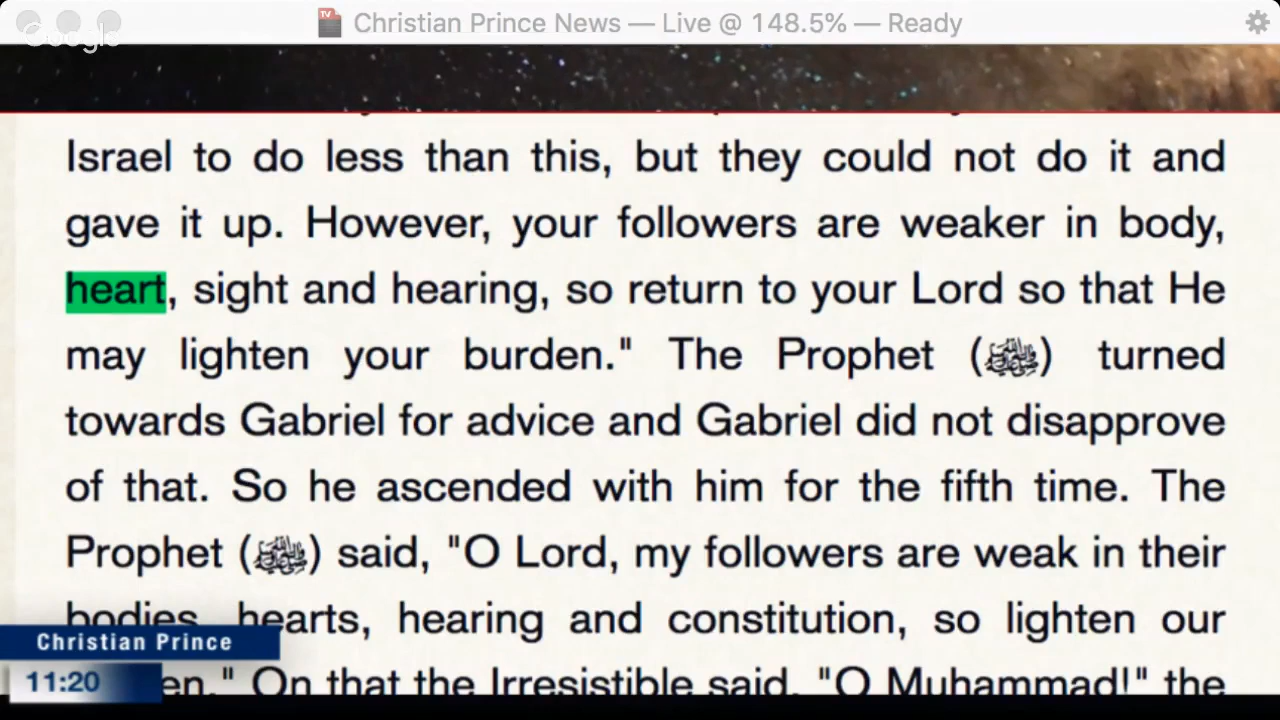 Christian Prince News — Live @ 148.5% — Ready
Google
Israel to do less than this, but they could not do it and
gave it up. However, your followers are weaker in body,
heart, sight and hearing, so return to your Lord so that He
may lighten your burden." The Prophet (ﷺ) turned
towards Gabriel for advice and Gabriel did not disapprove
of that. So he ascended with him for the fifth time. The
Prophet (ﷺ) said, "O Lord, my followers are weak in their
bodies, hearts, hearing and constitution, so lighten our
en." On that the Irresistible said, "O Muhammad!" the
Christian Prince
11:20